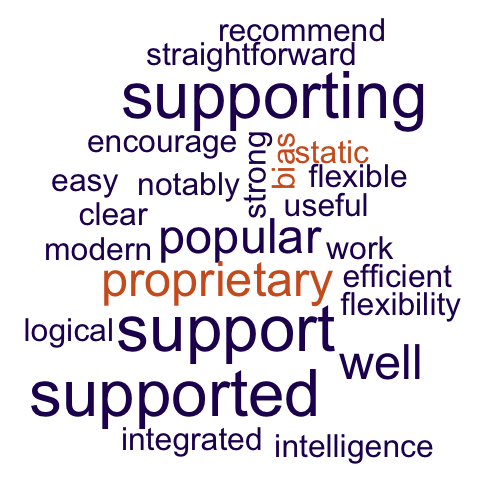 recommend
straightforward
supporting
encourage
strong
bias
static
easy
notably
flexible
clear
useful
modern
popular
work
proprietary
efficient
flexibility
logical
support
well
supported
integrated
intelligence